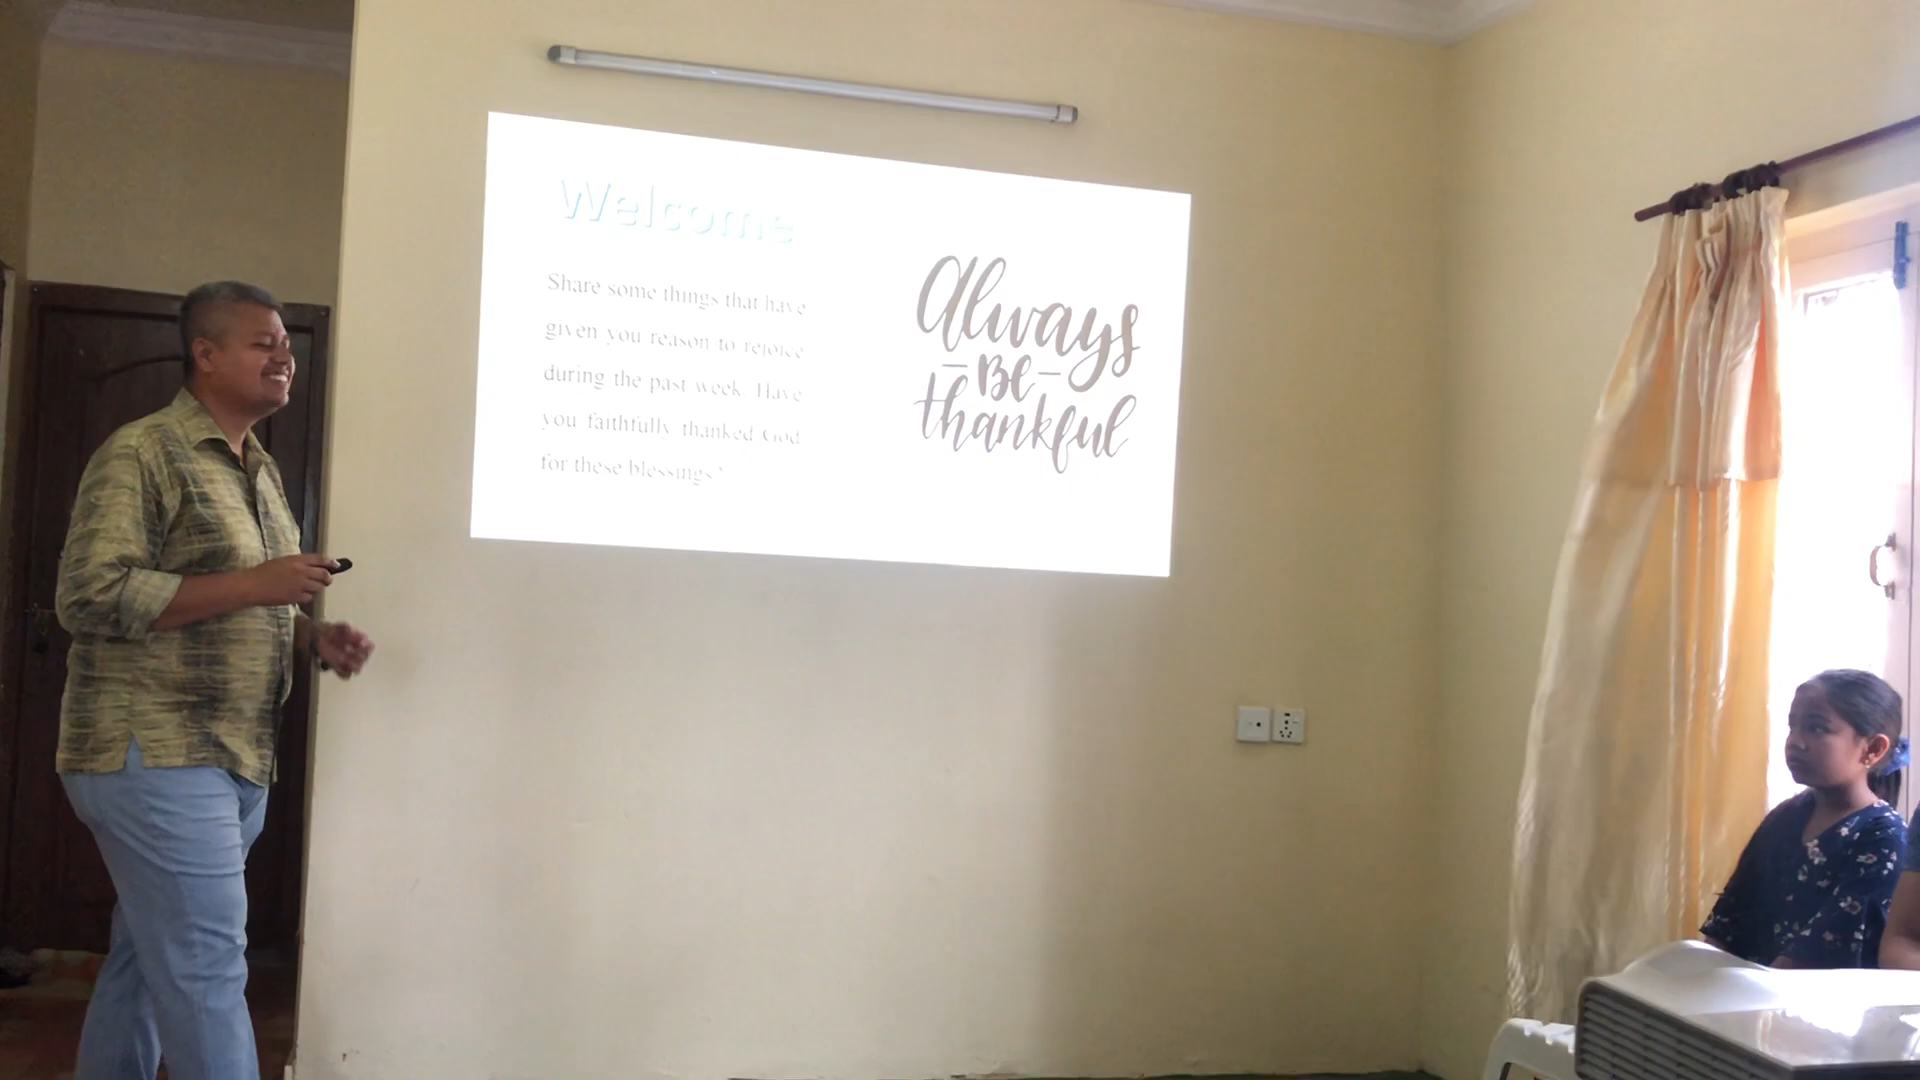 Welcome
Share some things that have
given you reason to rejoice
during the past week. Have
you faithfully thanked God
for these blessings?
Always
- Be -
thankful